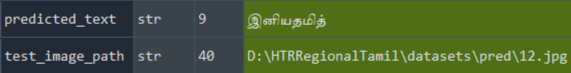 predicted_text str 9 இனியதமித்
test_image_path str 40 D:\HTRRegionalTamil\datasets\pred\12.jpg